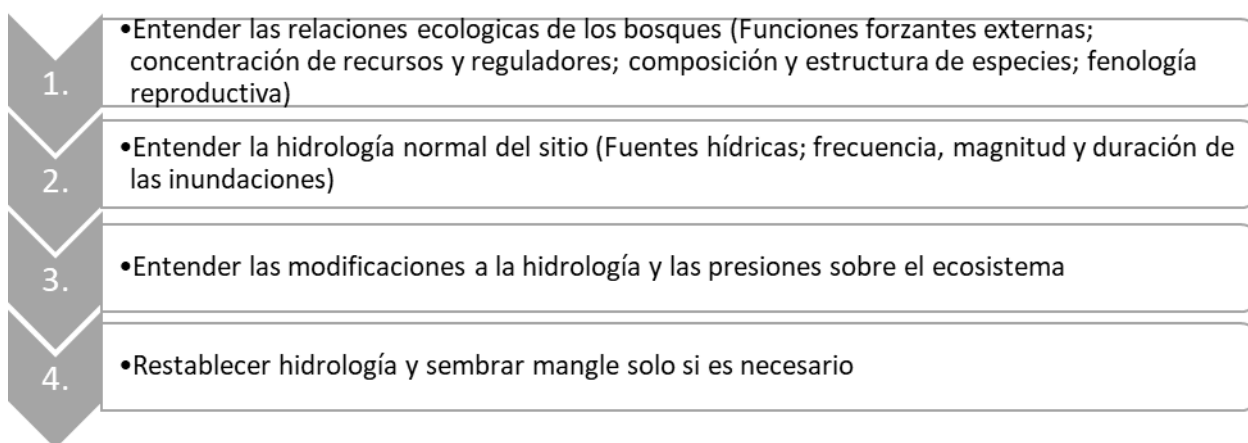 1.
•Entender las relaciones ecologicas de los bosques (Funciones forzantes externas;
concentración de recursos y reguladores; composición y estructura de especies; fenología
reproductiva)
2.
•Entender la hidrología normal del sitio (Fuentes hídricas; frecuencia, magnitud y duración de
las inundaciones)
3.
•Entender las modificaciones a la hidrología y las presiones sobre el ecosistema
4.
•Restablecer hidrología y sembrar mangle solo si es necesario